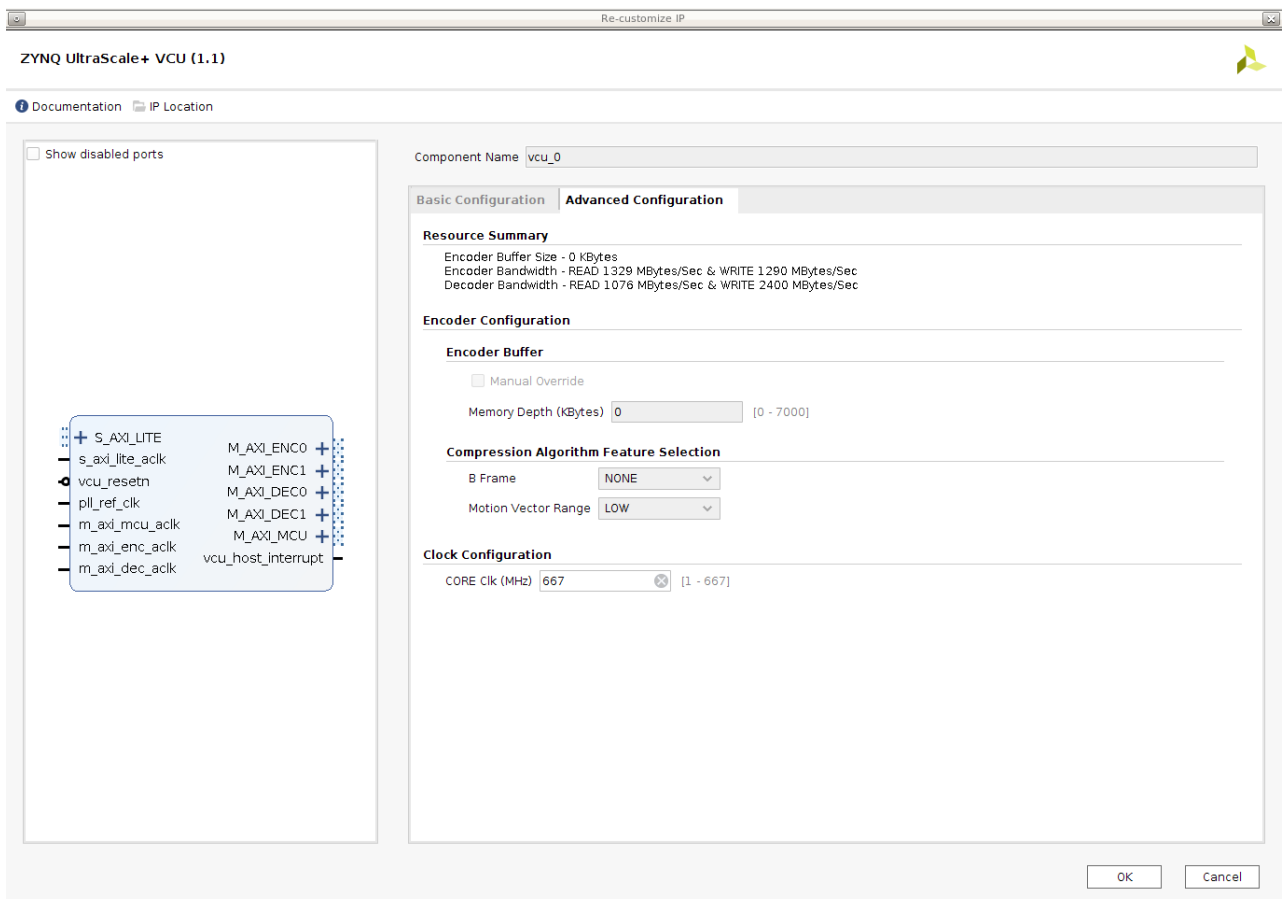 Re-customize IP
ZYNQ UltraScale+ VCU (1.1)
Documentation IP Location
Show disabled ports
S_AXI_LITE
s_axi_lite_aclk
vcu_resetn
pll_ref_clk
m_axi_mcu_aclk
m_axi_enc_aclk
m_axi_dec_aclk
M_AXI_ENC0
M_AXI_ENC1
M_AXI_DEC0
M_AXI_DEC1
M_AXI_MCU
vcu_host_interrupt
Component Name vcu_0
Basic Configuration Advanced Configuration
Resource Summary
Encoder Buffer Size - 0 KBytes
Encoder Bandwidth - READ 1329 MBytes/Sec & WRITE 1290 MBytes/Sec
Decoder Bandwidth - READ 1076 MBytes/Sec & WRITE 2400 MBytes/Sec
Encoder Configuration
Encoder Buffer
Manual Override
Memory Depth (KBytes) 0 [0 - 7000]
Compression Algorithm Feature Selection
B Frame NONE
Motion Vector Range LOW
Clock Configuration
CORE Clk (MHz) 667 [1 - 667]
OK Cancel